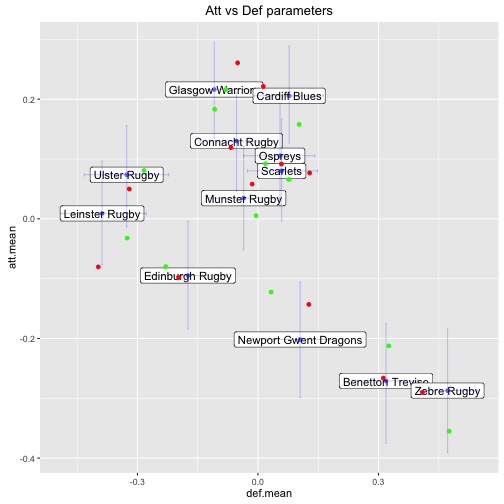 Att vs Def parameters
Glasgow Warriors
Cardiff Blues
Connacht Rugby
Ospreys
Scarlets
Ulster Rugby
Munster Rugby
Leinster Rugby
Edinburgh Rugby
Newport Gwent Dragons
Benetton Treviso
Zebre Rugby
att.mean
0.2
0.0
-0.2
-0.4
-0.3
0.0
0.3
def.mean